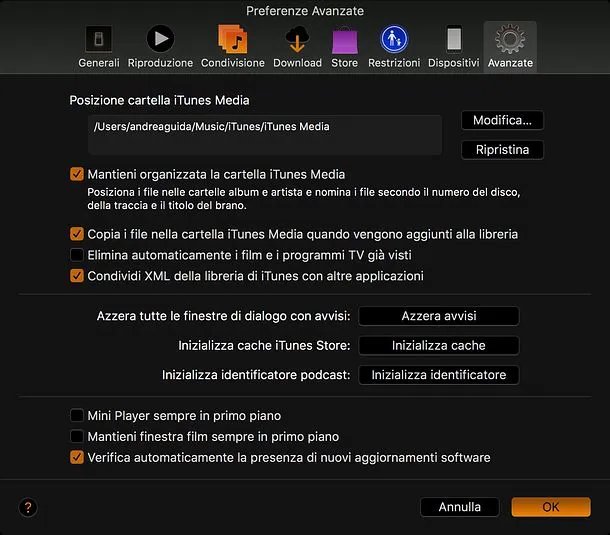 Preferenze Avanzate
Generali Riproduzione Condivisione Download Store Restrizioni Dispositivi Avanzate
Posizione cartella iTunes Media
/Users/andreaguida/Music/iTunes/iTunes Media
Modifica...
Ripristina
Mantieni organizzata la cartella iTunes Media
Posiziona i file nelle cartelle album e artista e nomina i file secondo il numero del disco,
della traccia e il titolo del brano.
Copia i file nella cartella iTunes Media quando vengono aggiunti alla libreria
Elimina automaticamente i film e i programmi TV già visti
Condividi XML della libreria di iTunes con altre applicazioni
Azzera tutte le finestre di dialogo con avvisi: Azzera avvisi
Inizializza cache iTunes Store: Inizializza cache
Inizializza identificatore podcast: Inizializza identificatore
Mini Player sempre in primo piano
Mantieni finestra film sempre in primo piano
Verifica automaticamente la presenza di nuovi aggiornamenti software
? Annulla OK